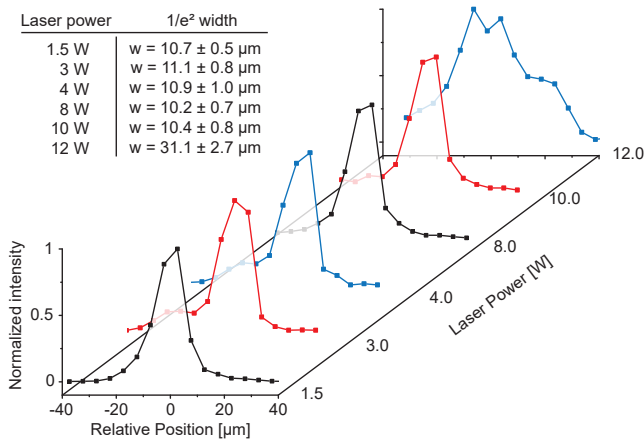 Laser power 1/e² width
1.5 W w = 10.7 ± 0.5 µm
3 W w = 11.1 ± 0.8 µm
4 W w = 10.9 ± 1.0 µm
8 W w = 10.2 ± 0.7 µm
10 W w = 10.4 ± 0.8 µm
12 W w = 31.1 ± 2.7 µm
12.0
10.0
8.0
4.0
3.0
1.5
Laser Power [W]
Normalized intensity
1
0.5
0
-40 -20 0 20 40
Relative Position [µm]